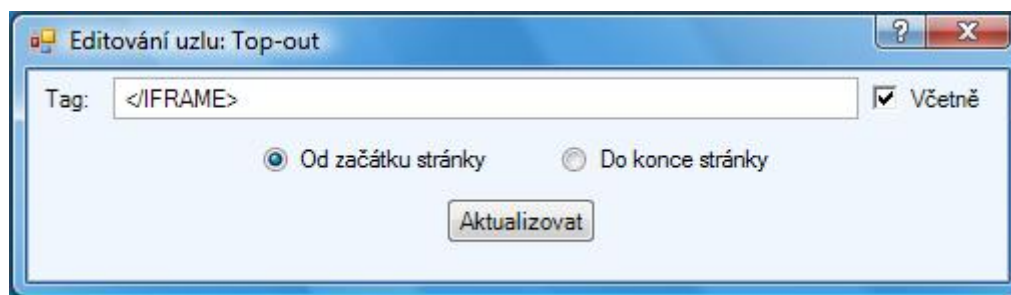 Editování uzlu: Top-out
Tag: </IFRAME> Včetně
Od začátku stránky Do konce stránky
Aktualizovat